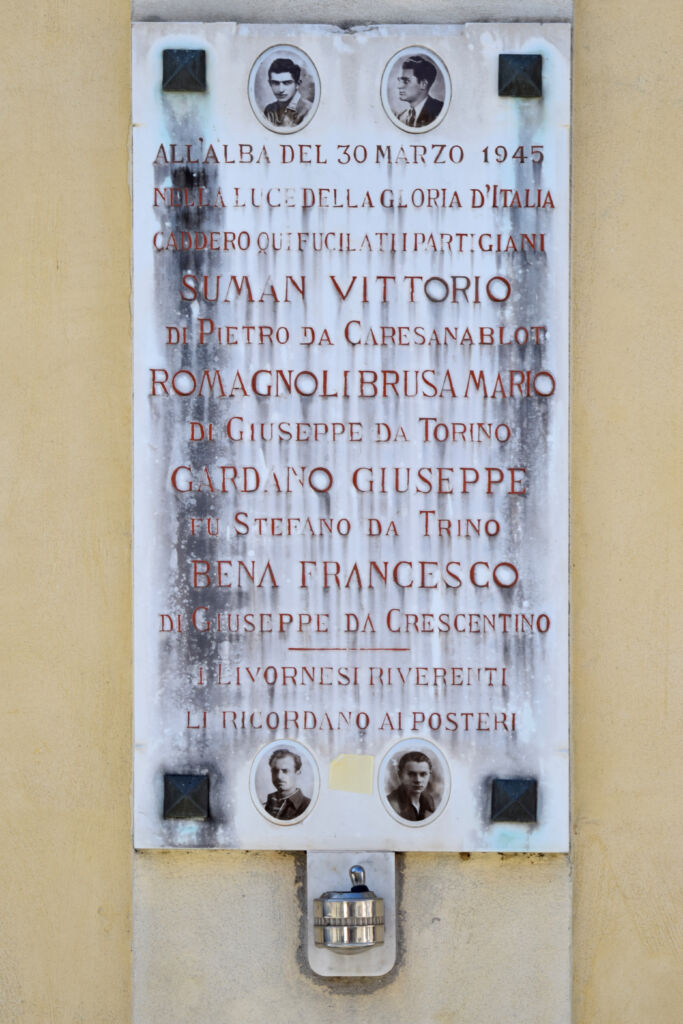 ALL'ALBA DEL 30 MARZO 1945
NELLA LUCE DELLA GLORIA D'ITALIA
CADDERO QUI FUCILATI I PARTIGIANI
SUMAN VITTORIO
DI PIETRO DA CARESANABLOT
ROMAGNOLI BRUSA MARIO
DI GIUSEPPE DA TORINO
GARDANO GIUSEPPE
FU STEFANO DA TRINO
BENA FRANCESCO
DI GIUSEPPE DA CRESCENTINO
I LIVORNESI RIVERENTI
LI RICORDANO AI POSTERI